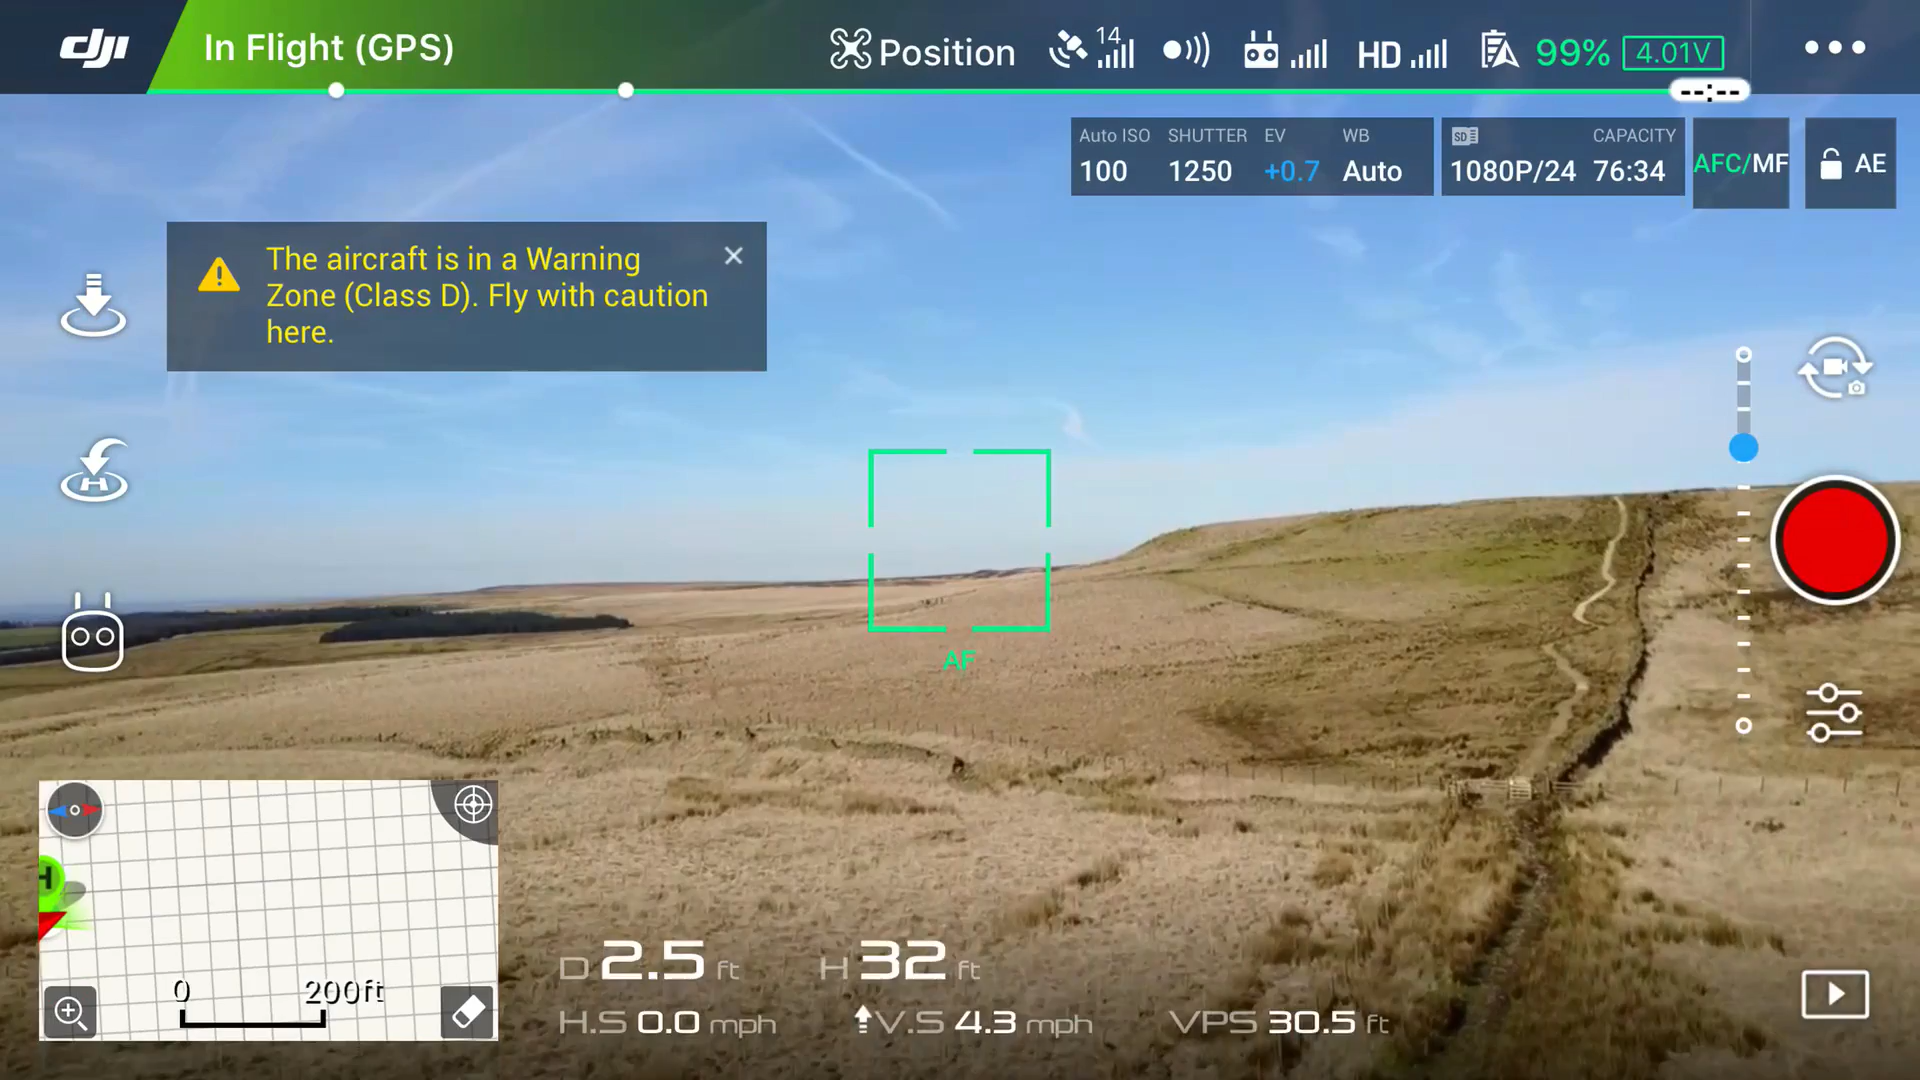 dji In Flight (GPS) Position 14 HD 99% 4.01V
--:--
Auto ISO SHUTTER EV WB CAPACITY
100 1250 +0.7 Auto 1080P/24 76:34 AFC/MF AE
SD
The aircraft is in a Warning
Zone (Class D). Fly with caution
here.
AF
H
H
0 200ft
D 2.5 ft H 32 ft
H.S 0.0 mph V.S 4.3 mph VPS 30.5 ft